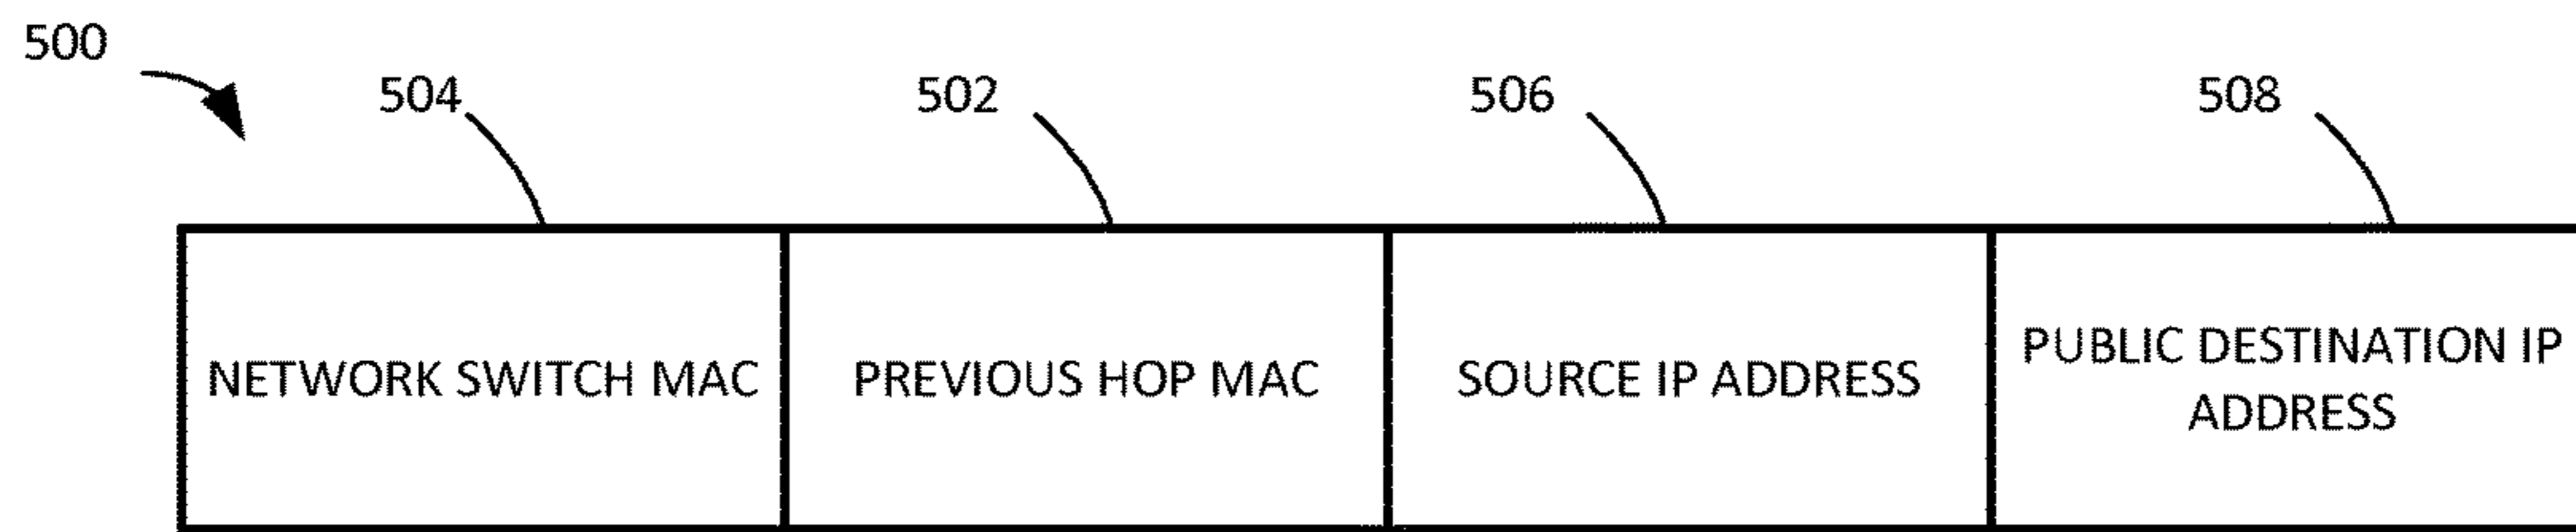 500
504
502
506
508
NETWORK SWITCH MAC
PREVIOUS HOP MAC
SOURCE IP ADDRESS
PUBLIC DESTINATION IP
ADDRESS